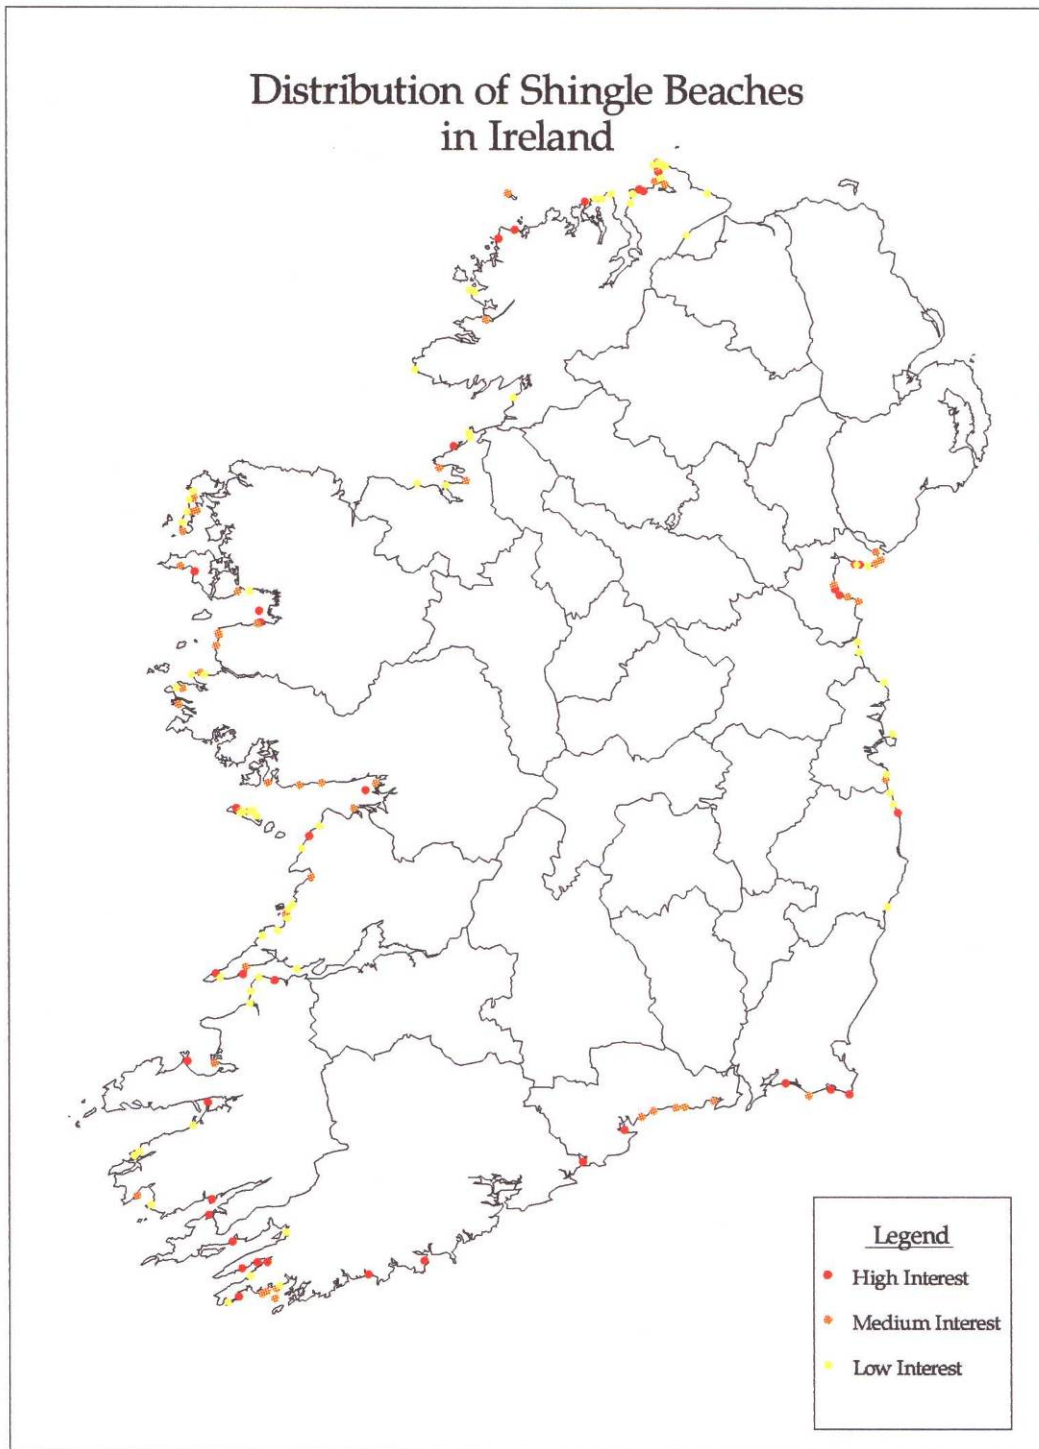 Distribution of Shingle Beaches
in Ireland
Legend
High Interest
Medium Interest
Low Interest